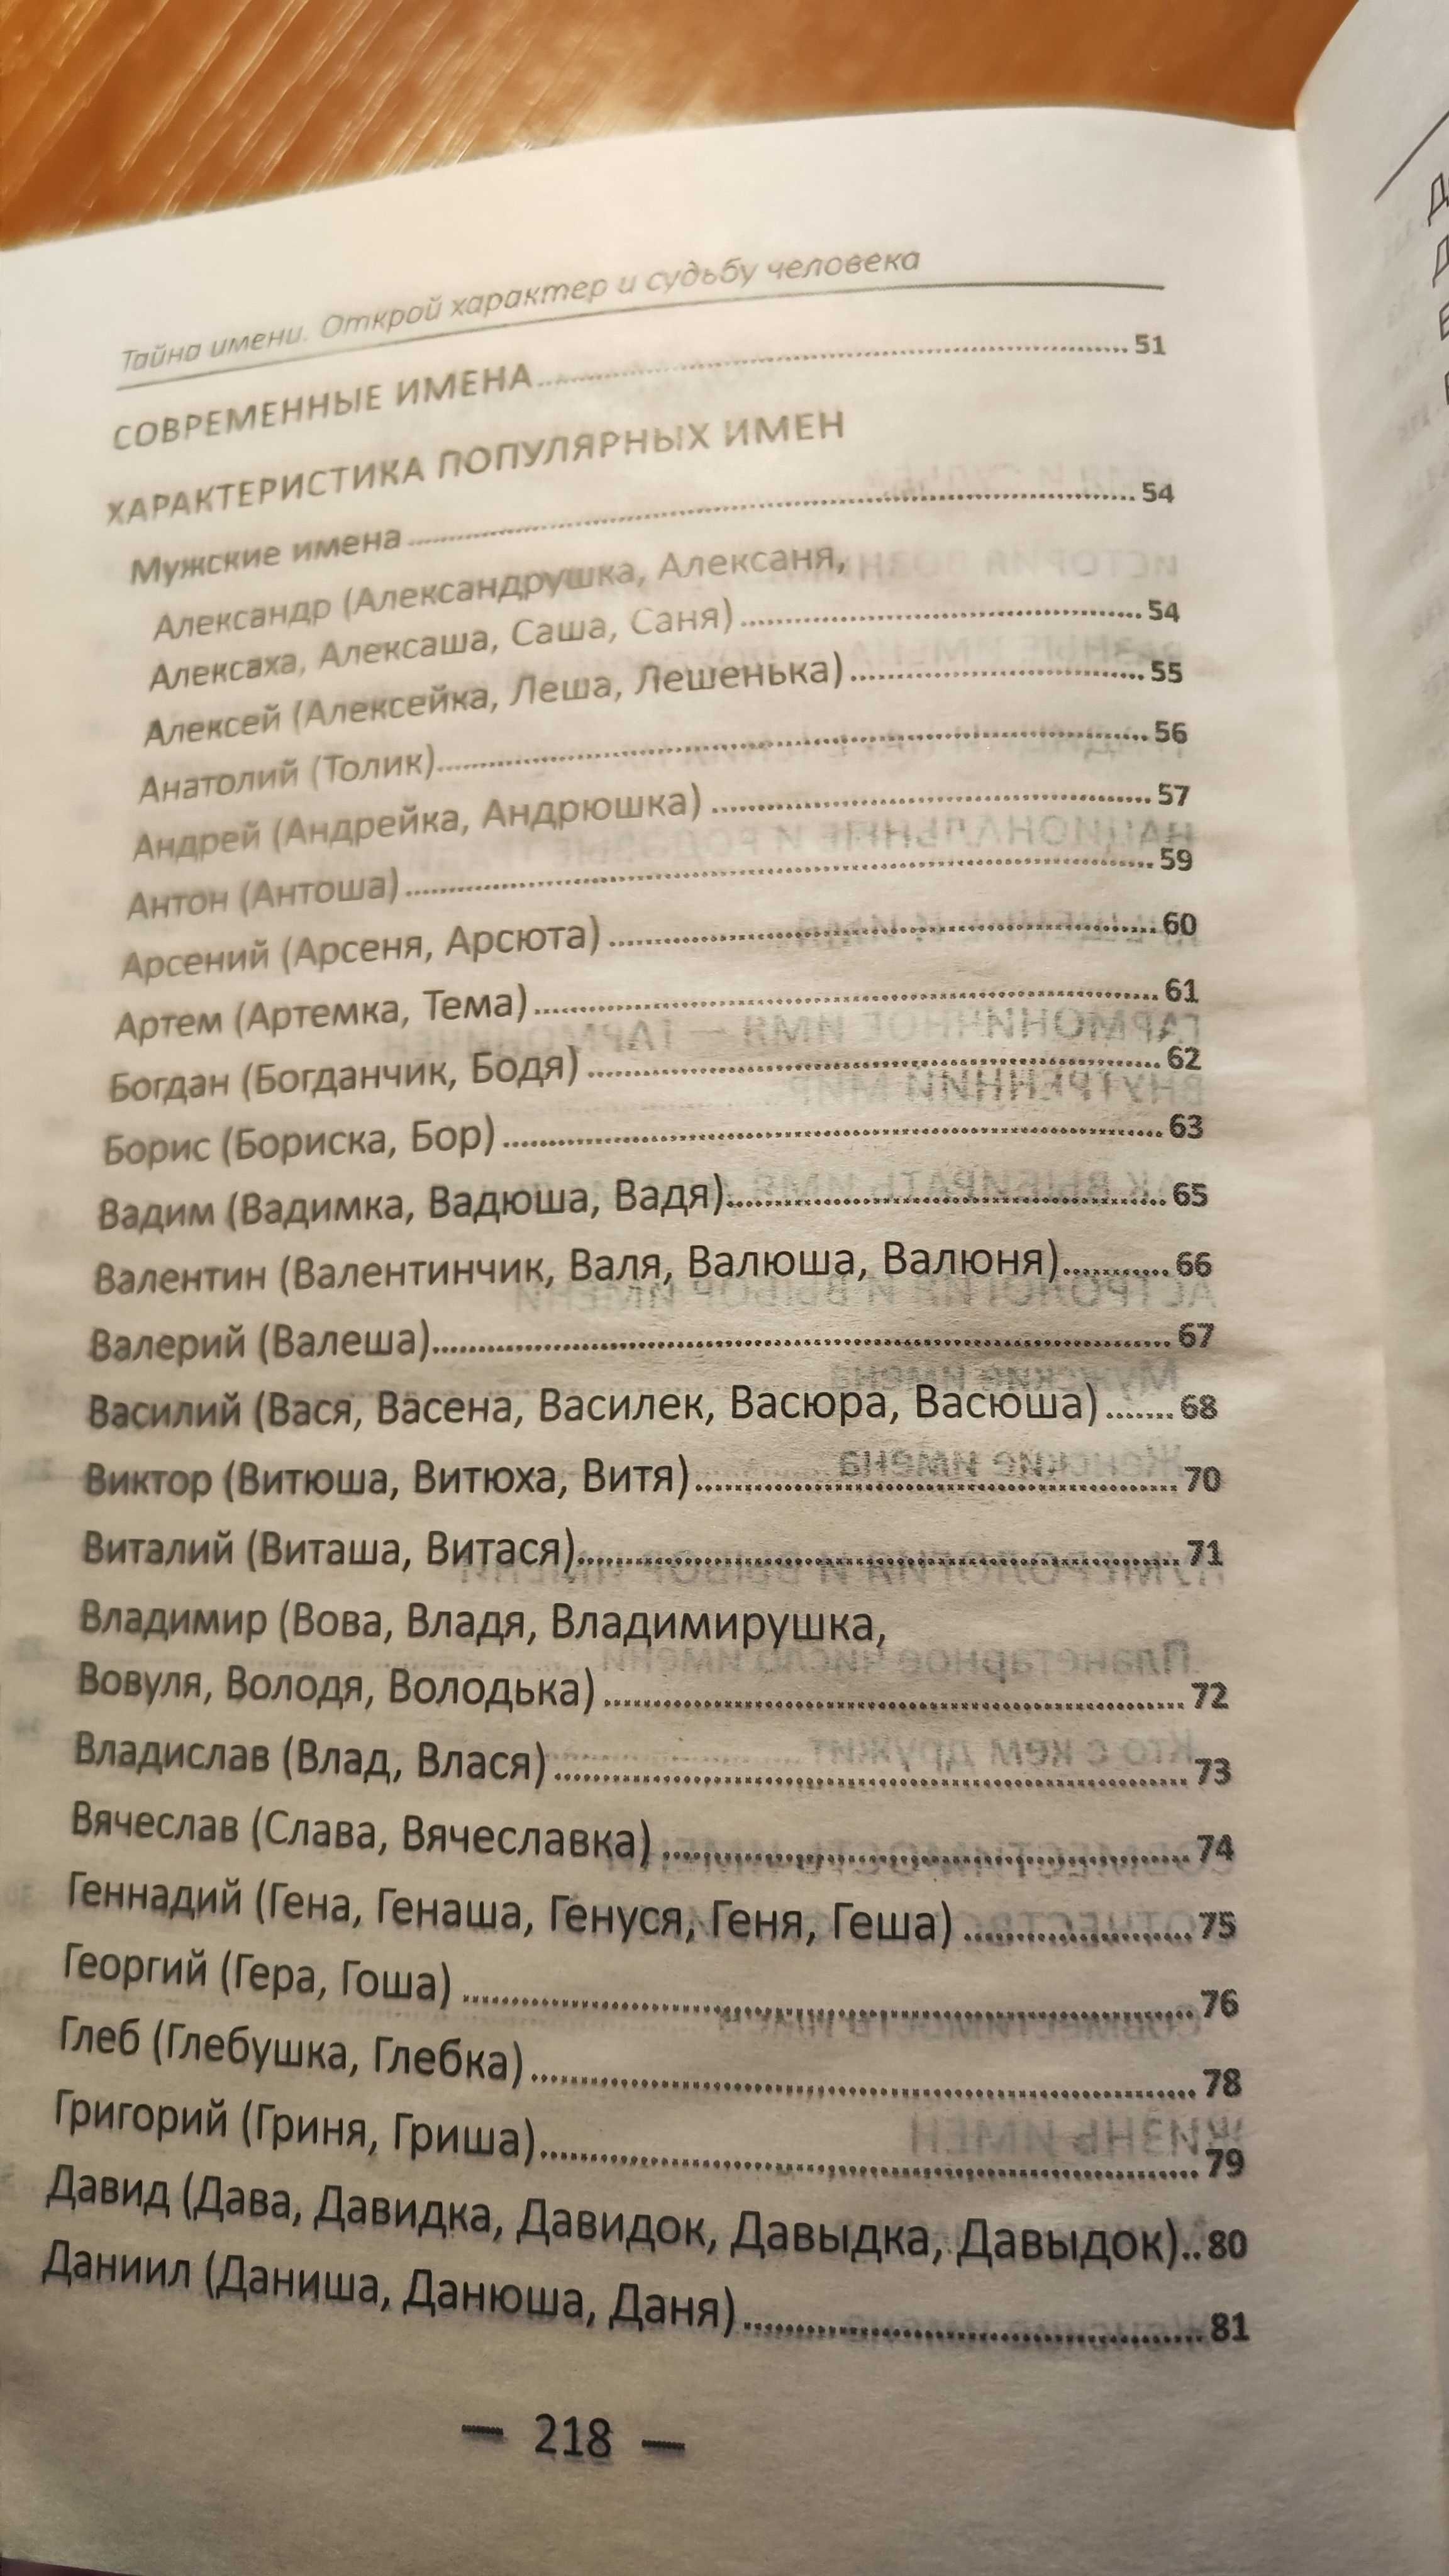 Тайна имени. Открой характер и судьбу человека
СОВРЕМЕННЫЕ ИМЕНА.......... 51
ХАРАКТЕРИСТИКА ПОПУЛЯРНЫХ ИМЕН
Мужские имена.......... 54
Александр (Александрушка, Алексаня,
Алексаха, Алексаша, Саша, Саня).......... 54
Алексей (Алексейка, Леша, Лешенька).......... 55
Анатолий (Толик).......... 56
Андрей (Андрейка, Андрюшка).......... 57
Антон (Антоша).......... 59
Арсений (Арсеня, Арсюта).......... 60
Артем (Артемка, Тема).......... 61
Богдан (Богданчик, Бодя).......... 62
Борис (Бориска, Бор).......... 63
Вадим (Вадимка, Вадюша, Вадя).......... 65
Валентин (Валентинчик, Валя, Валюша, Валюня).......... 66
Валерий (Валеша).......... 67
Василий (Вася, Васена, Василек, Васюра, Васюша)....... 68
Виктор (Витюша, Витюха, Витя).......... 70
Виталий (Виташа, Витася).......... 71
Владимир (Вова, Владя, Владимирушка,
Вовуля, Володя, Володька).......... 72
Владислав (Влад, Влася).......... 73
Вячеслав (Слава, Вячеславка).......... 74
Геннадий (Гена, Генаша, Генуся, Геня, Геша).......... 75
Георгий (Гера, Гоша).......... 76
Глеб (Глебушка, Глебка).......... 78
Григорий (Гриня, Гриша).......... 79
Давид (Дава, Давидка, Давидок, Давыдка, Давыдок).. 80
Даниил (Даниша, Данюша, Даня).......... 81
— 218 —